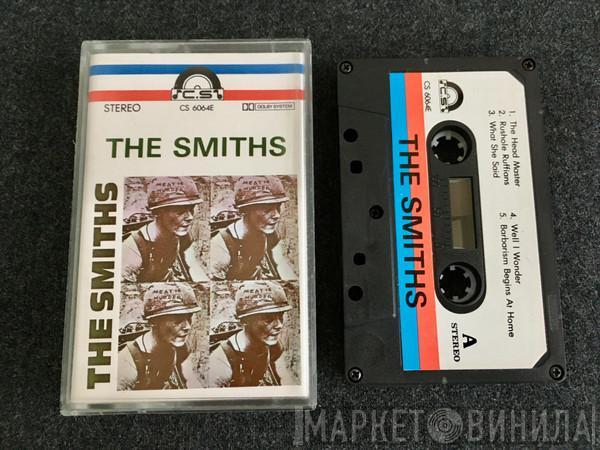 C.S.
STEREO
CS 6064E
DOLBY SYSTEM
THE SMITHS
THE SMITHS
MEAT IS
MURDER
MEAT IS
MURDER
MEAT IS
MURDER
MEAT IS
MURDER
C.S.
CS 6064E
THE SMITHS
1. The Head Master
2. Rushole Ruffians
3. What She Said
4. Well I Wonder
5. Barbarism Begins At Home
A
STEREO
МАРКЕТ ВИНИЛА